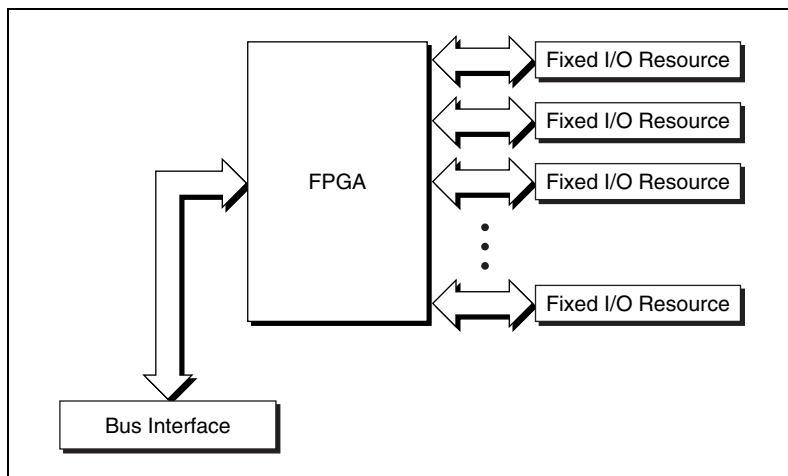 Fixed I/O Resource
Fixed I/O Resource
FPGA
Fixed I/O Resource
Fixed I/O Resource
Bus Interface